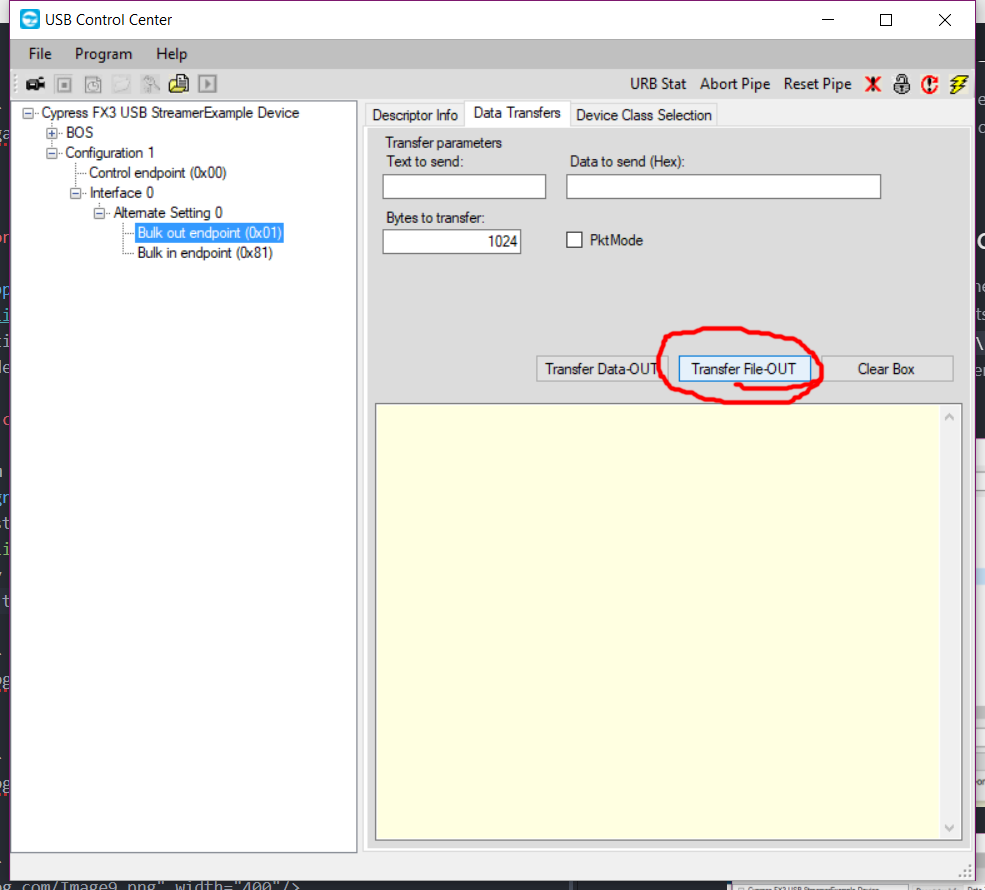 USB Control Center
File Program Help
URB Stat Abort Pipe Reset Pipe
Cypress FX3 USB StreamerExample Device
BOS
Configuration 1
Control endpoint (0x00)
Interface 0
Alternate Setting 0
Bulk out endpoint (0x01)
Bulk in endpoint (0x81)
Descriptor Info Data Transfers Device Class Selection
Transfer parameters
Text to send: Data to send (Hex):
Bytes to transfer:
1024 PktMode
Transfer Data-OUT Transfer File-OUT Clear Box
og.com/Image9.png" width="400"/>